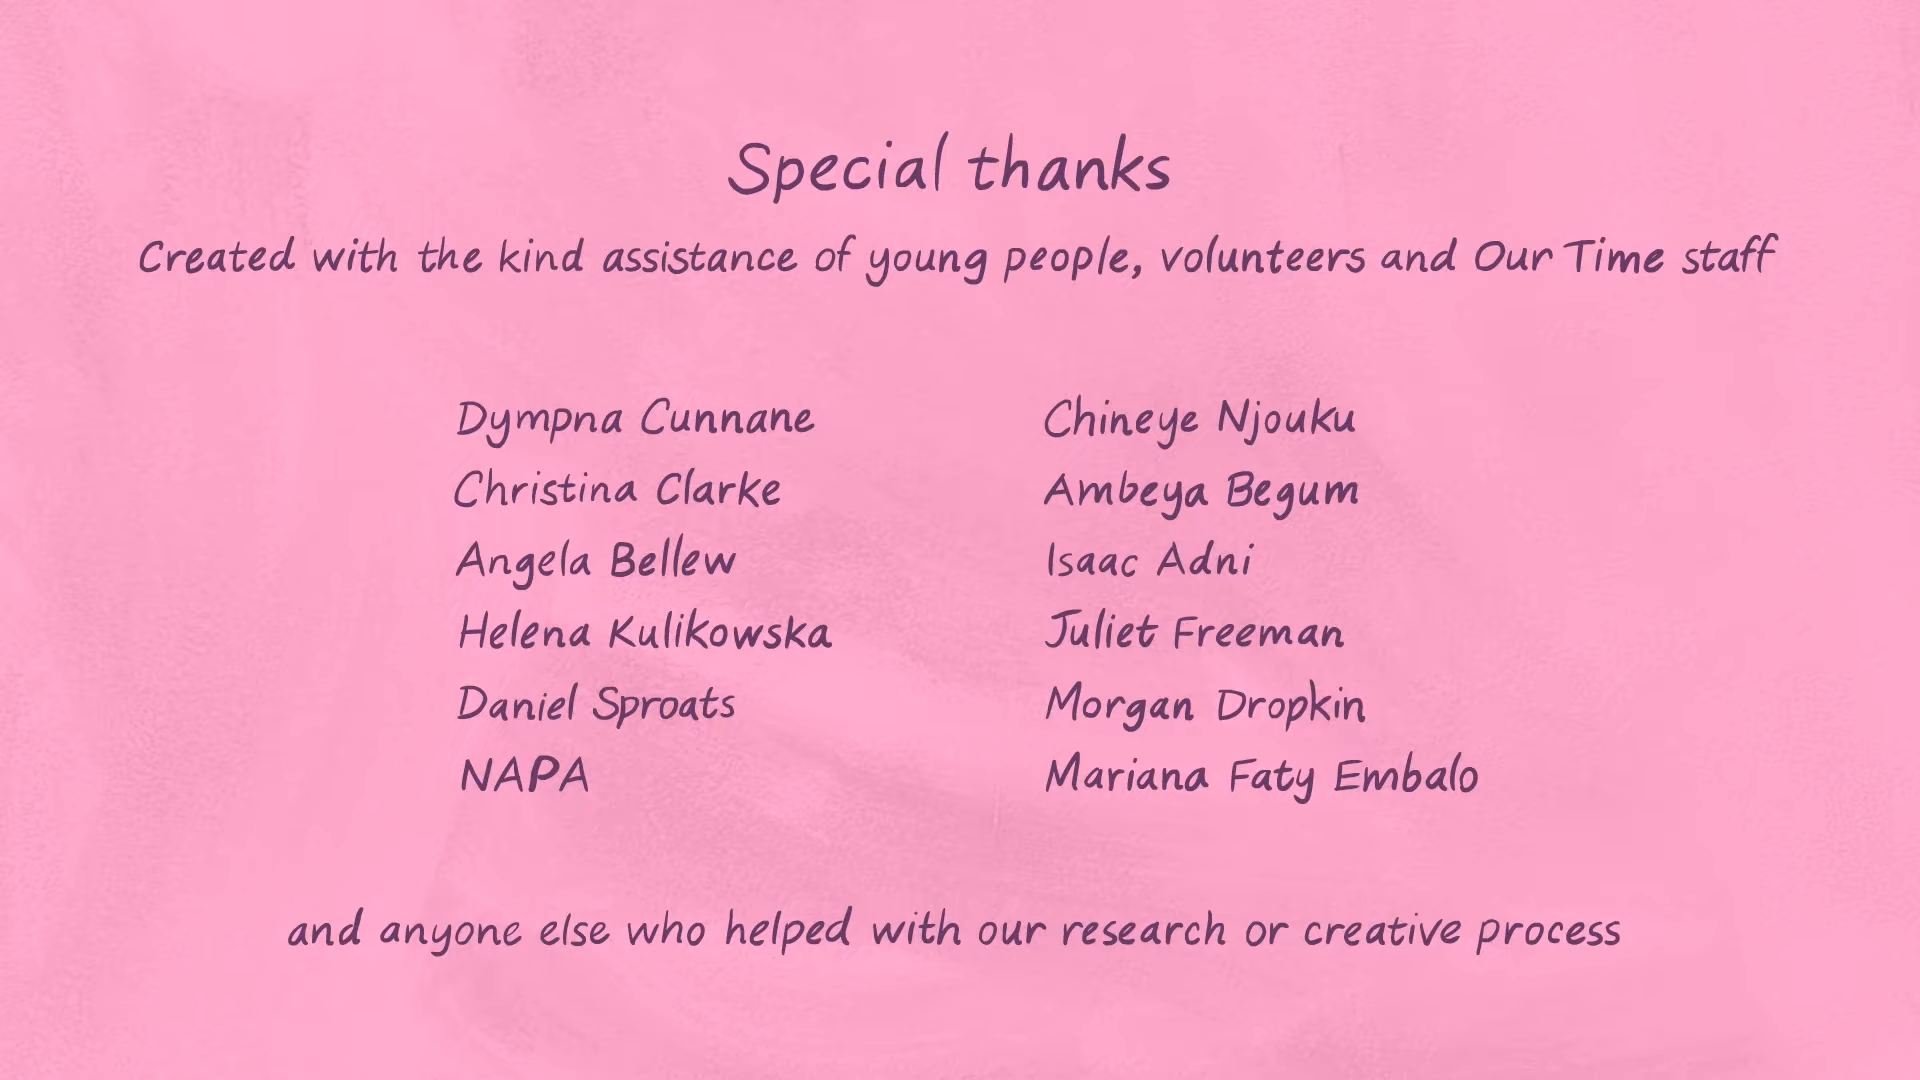 Special thanks
Created with the kind assistance of young people, volunteers and Our Time staff
Dympna Cunnane
Christina Clarke
Angela Bellew
Helena Kulikowska
Daniel Sproats
NAPA
Chineye Njouku
Ambeya Begum
Isaac Adni
Juliet Freeman
Morgan Dropkin
Mariana Faty Embalo
and anyone else who helped with our research or creative process